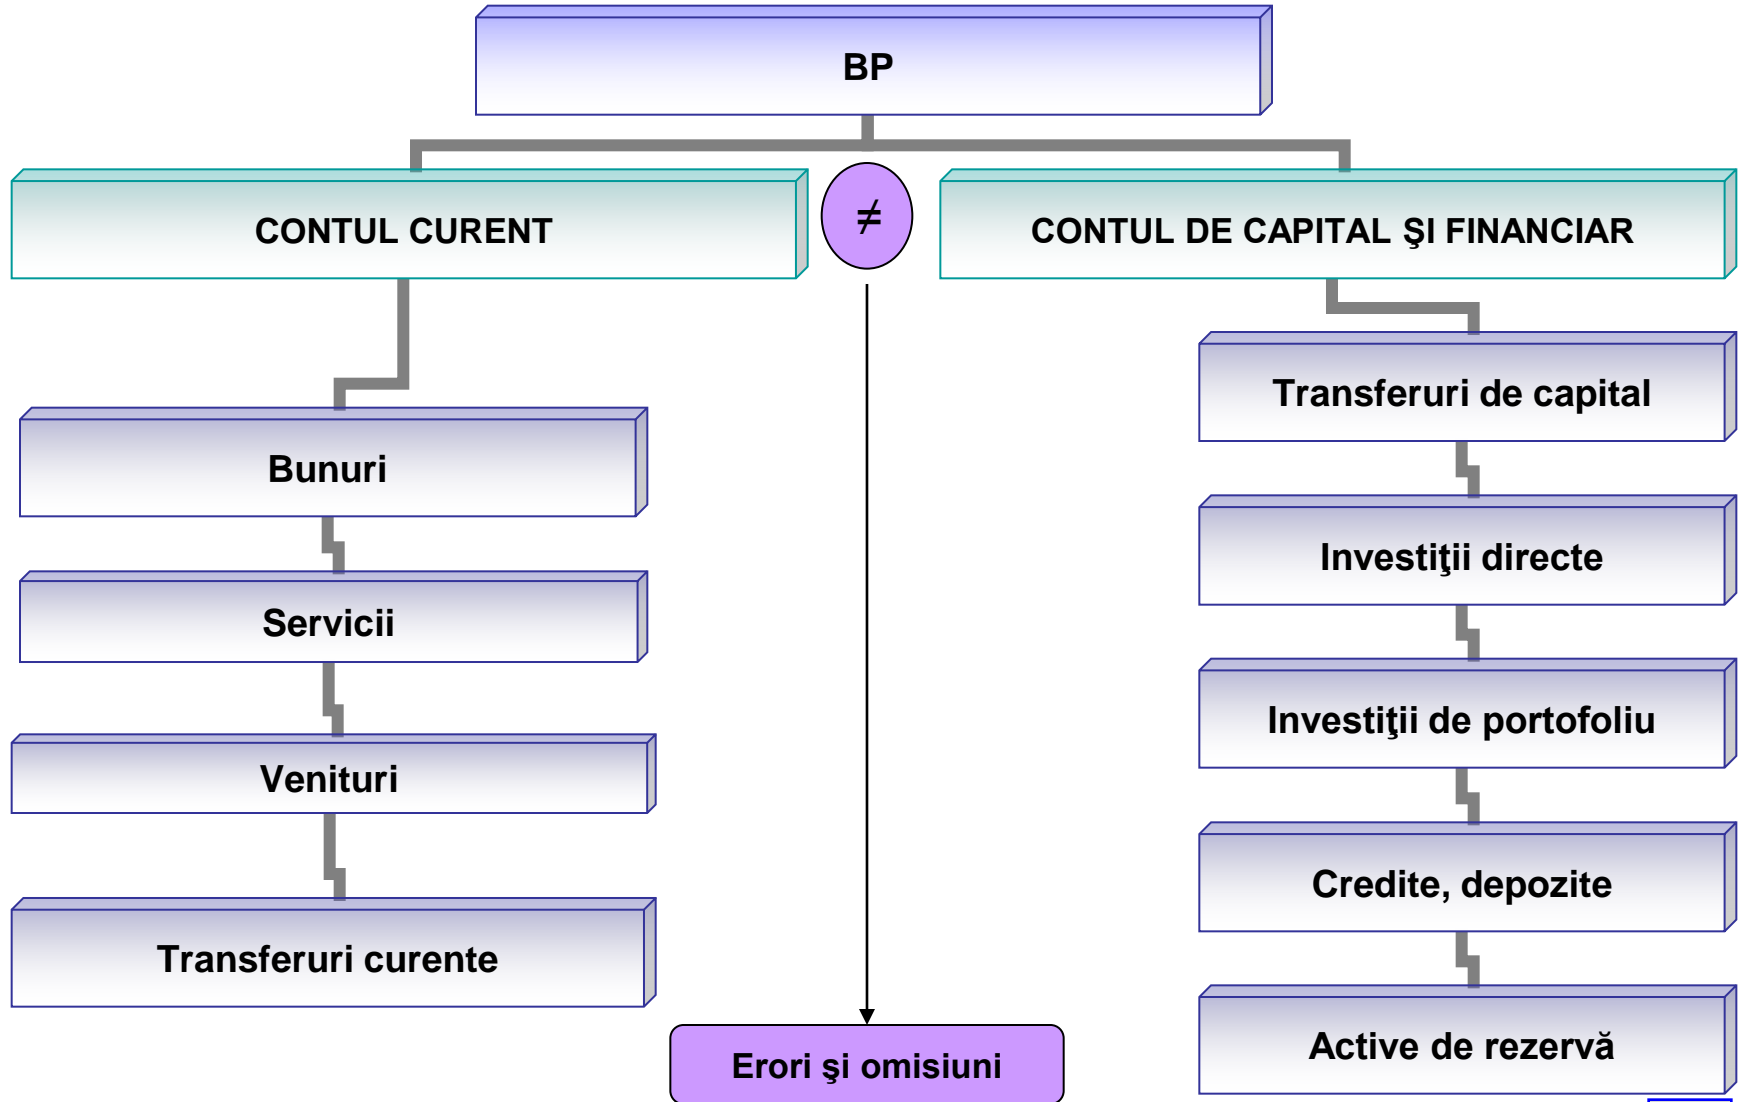 BP
CONTUL CURENT
≠
CONTUL DE CAPITAL ŞI FINANCIAR
Bunuri
Servicii
Venituri
Transferuri curente
Erori şi omisiuni
Transferuri de capital
Investiţii directe
Investiţii de portofoliu
Credite, depozite
Active de rezervă